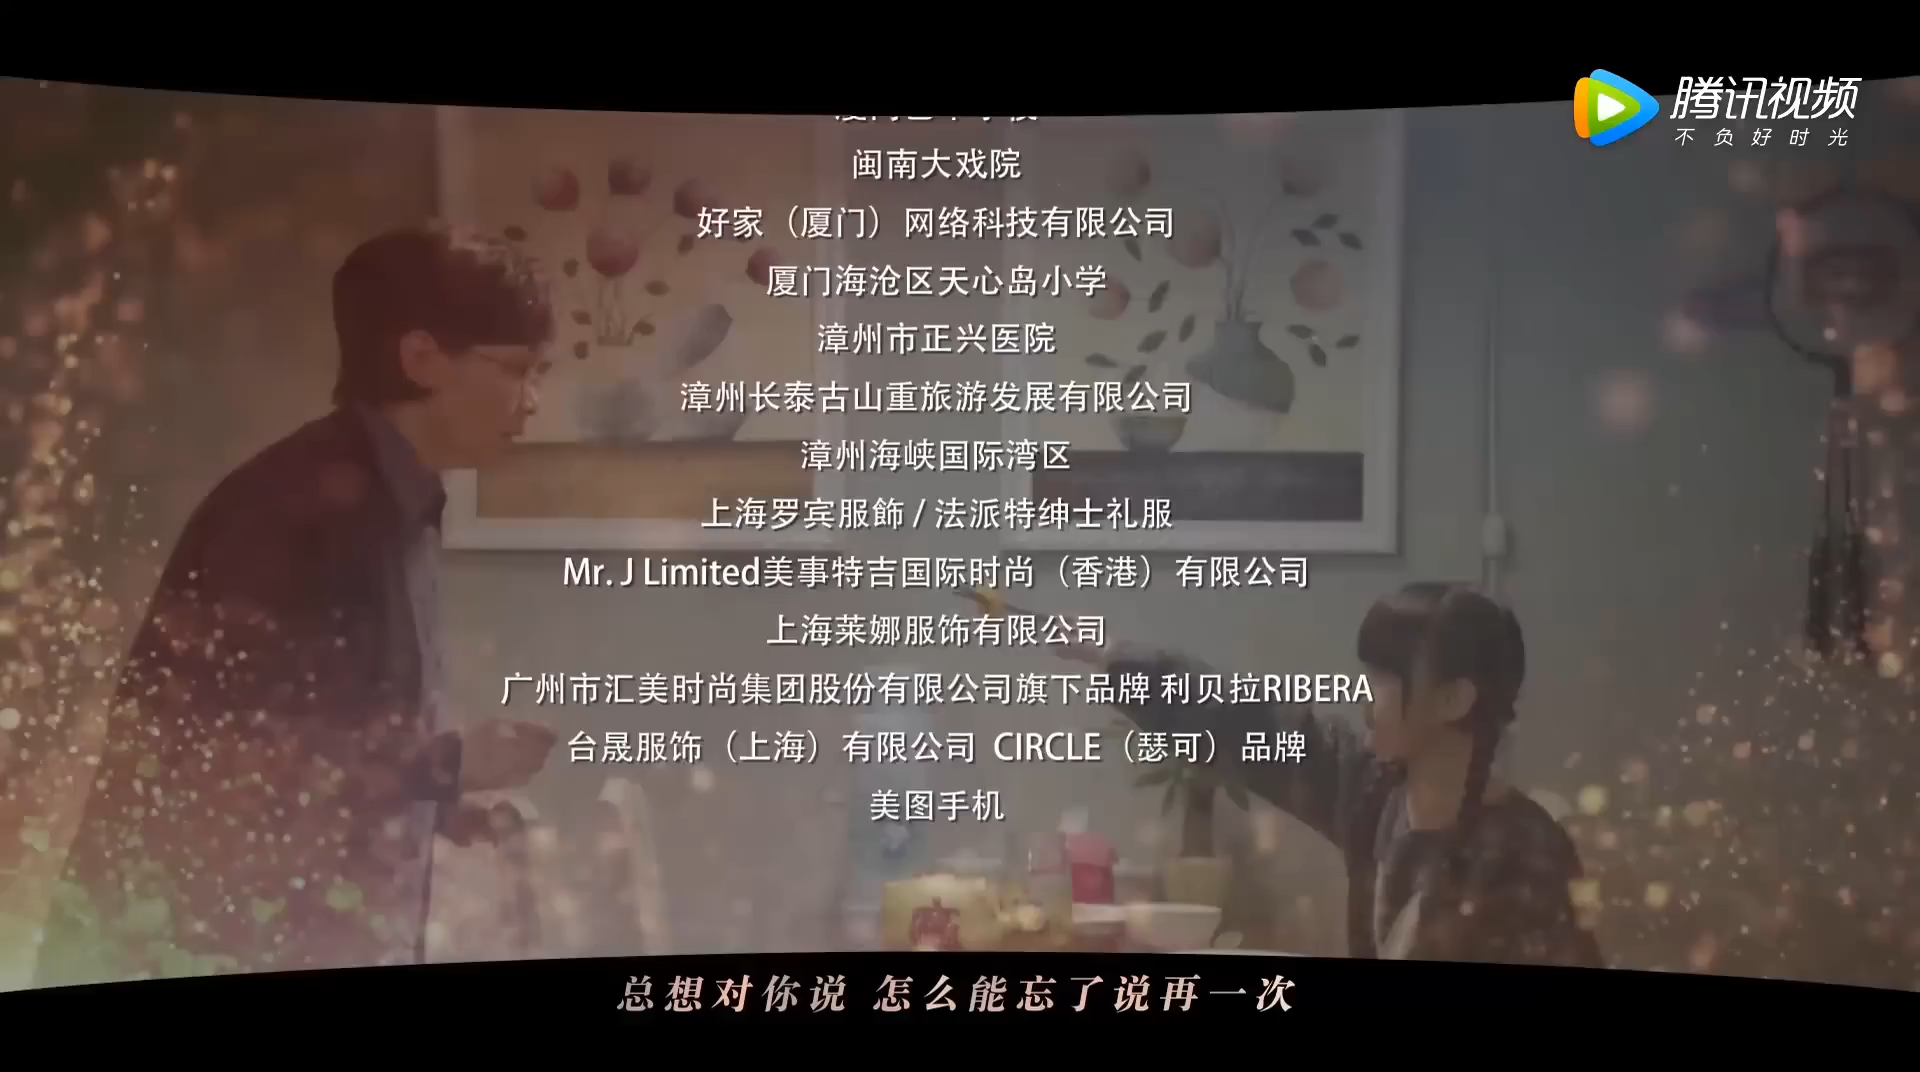 腾讯视频
不负好时光
闽南大戏院
好家（厦门）网络科技有限公司
厦门海沧区天心岛小学
漳州市正兴医院
漳州长泰古山重旅游发展有限公司
漳州海峡国际湾区
上海罗宾服飾 / 法派特绅士礼服
Mr. J Limited美事特吉国际时尚（香港）有限公司
上海莱娜服饰有限公司
广州市汇美时尚集团股份有限公司旗下品牌 利贝拉RIBERA
台晟服饰（上海）有限公司 CIRCLE（瑟可）品牌
美图手机
总想对你说 怎么能忘了说再一次